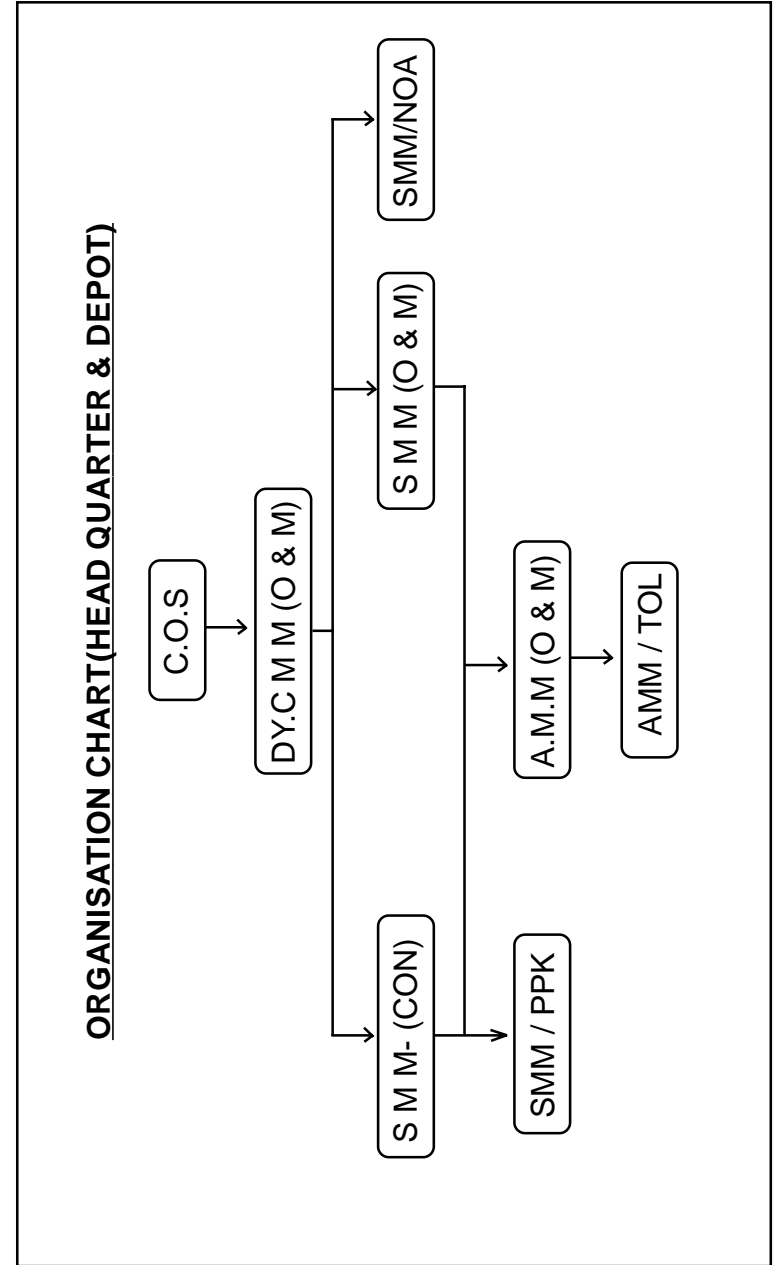 ORGANISATION CHART(HEAD QUARTER & DEPOT)
C.O.S
DY.C M M (O & M)
S M M- (CON)
S M M (O & M)
SMM/NOA
SMM / PPK
A.M.M (O & M)
AMM / TOL